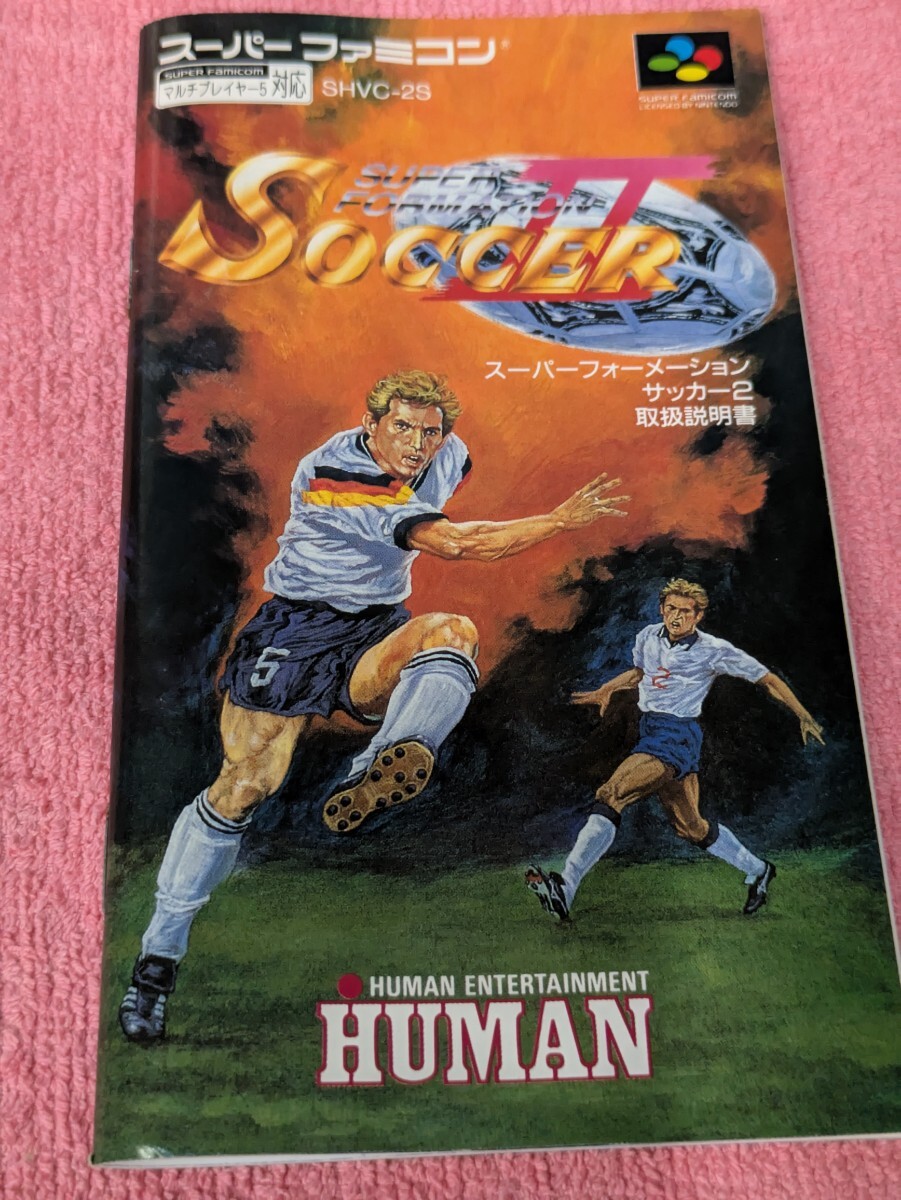 スーパーファミコン®
SUPER Famicom
マルチプレイヤー5 対応
SHVC-2S
SUPER FAMICOM
LICENSED BY NINTENDO
SUPER
FORMATION
SOCCER II
スーパーフォーメーション
サッカー2
取扱説明書
5
2
HUMAN ENTERTAINMENT
HUMAN